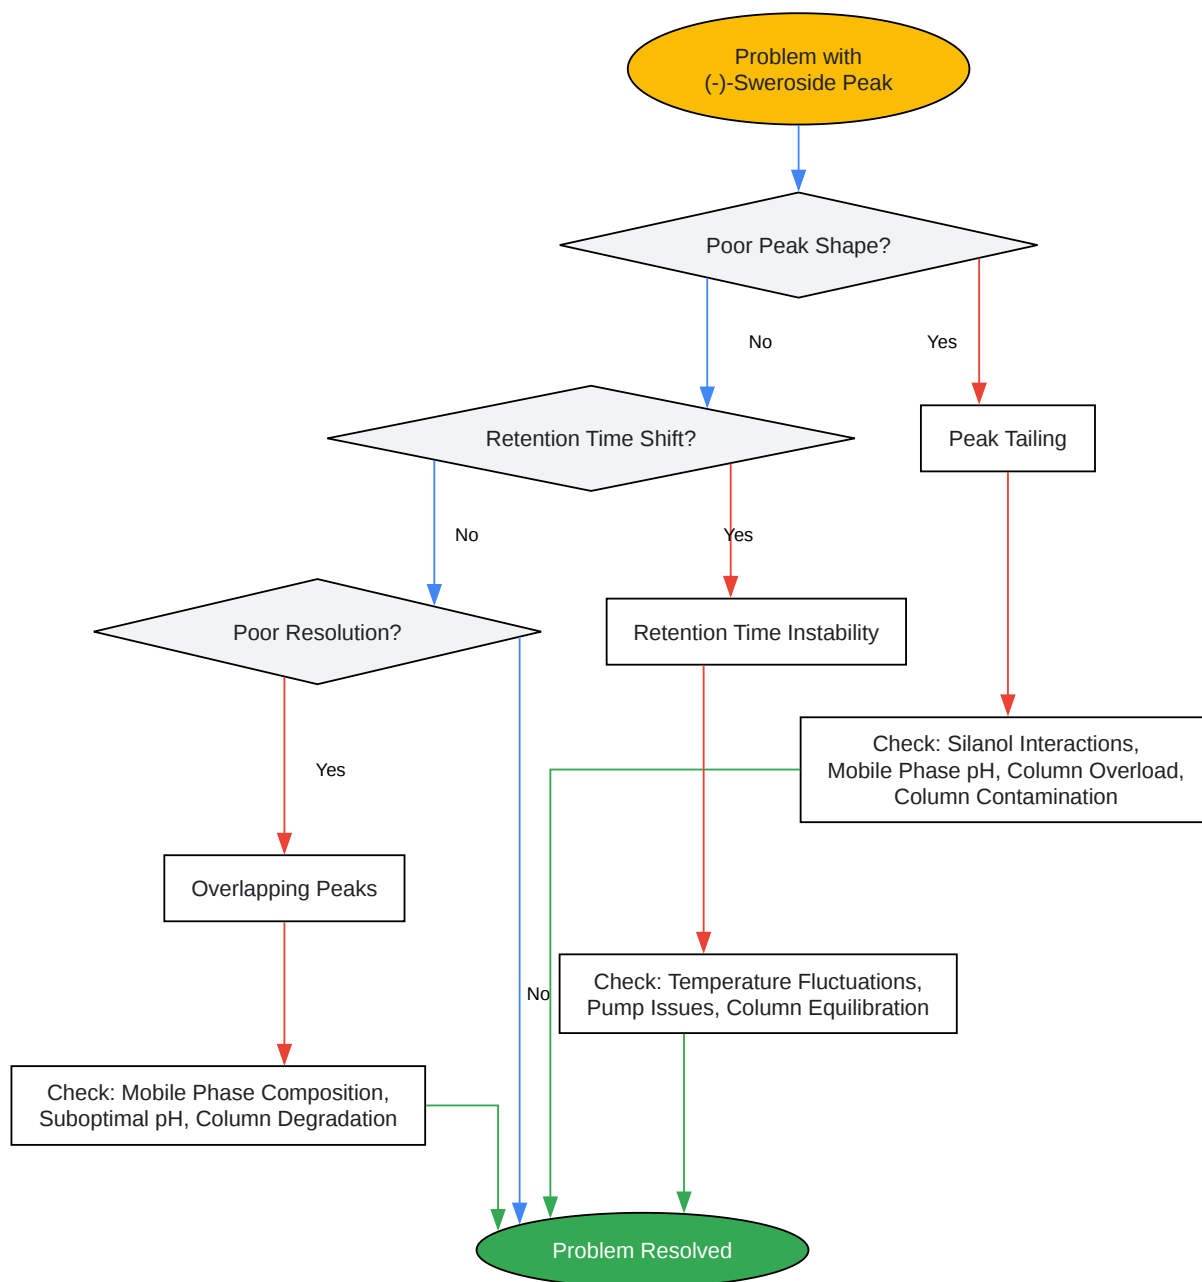 Problem with
(-)-Sweroside Peak
Poor Peak Shape?
No
Yes
Retention Time Shift?
Peak Tailing
No
Yes
Poor Resolution?
Retention Time Instability
Check: Silanol Interactions,
Mobile Phase pH, Column Overload,
Column Contamination
Yes
Overlapping Peaks
Check: Temperature Fluctuations,
Pump Issues, Column Equilibration
No
Check: Mobile Phase Composition,
Suboptimal pH, Column Degradation
Problem Resolved